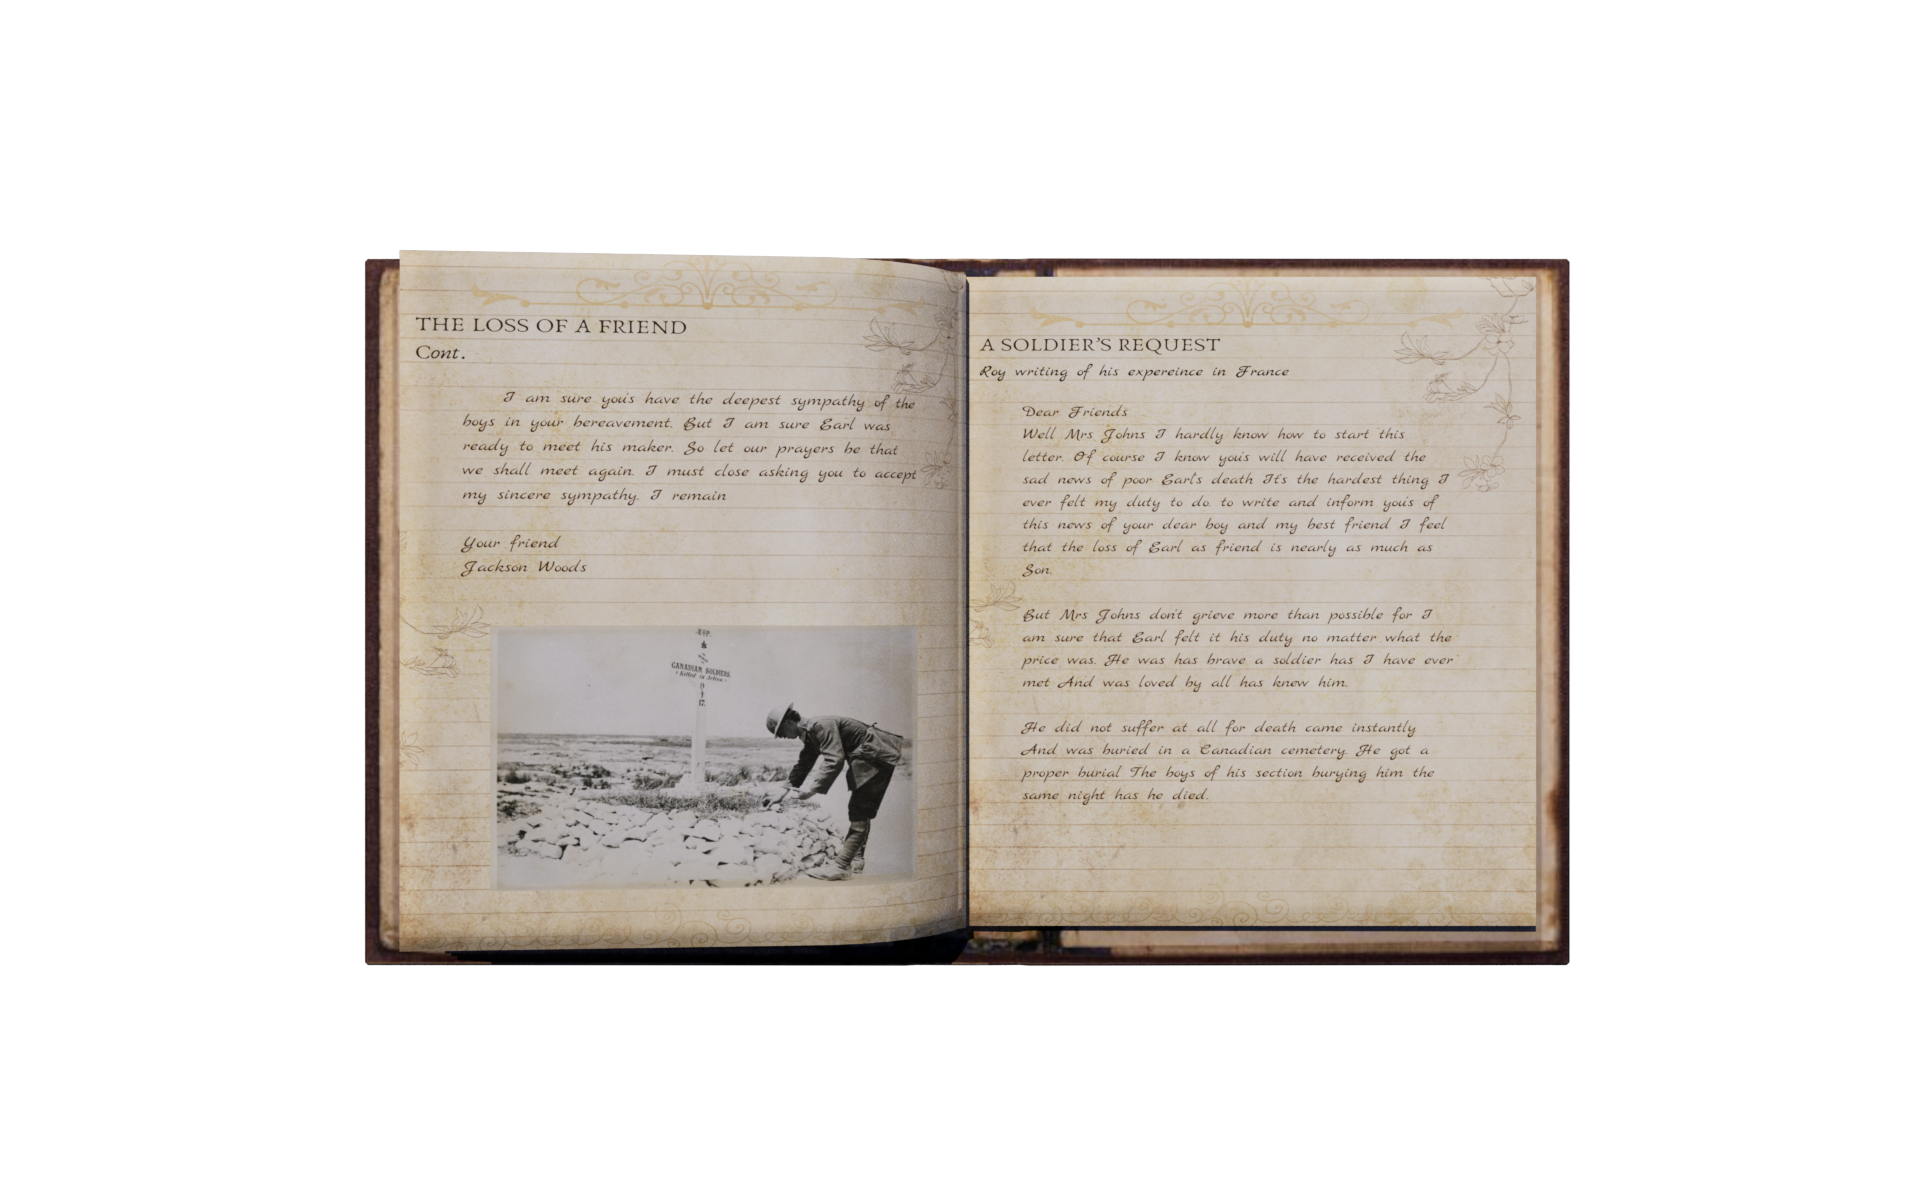 THE LOSS OF A FRIEND
Cont.
I am sure you's have the deepest sympathy of the
boys in your bereavement. But I am sure Earl was
ready to meet his maker. So let our prayers be that
we shall meet again. I must close asking you to accept
my sincere sympathy. I remain
Your friend
Jackson Woods
R.I.P.
CANADIAN SOLDIERS.
Killed in Action
9
4
17.
A SOLDIER'S REQUEST
Roy writing of his expereince in France
Dear Friends
Well Mrs Johns I hardly know how to start this
letter. Of course I know you's will have received the
sad news of poor Earl's death It's the hardest thing I
ever felt my duty to do. to write and inform you's of
this news of your dear boy and my best friend I feel
that the loss of Earl as friend is nearly as much as
Son.
But Mrs Johns don't grieve more than possible for I
am sure that Earl felt it his duty no matter what the
price was. He was has brave a soldier has I have ever
met And was loved by all has knew him.
He did not suffer at all for death came instantly
And was buried in a Canadian cemetery. He got a
proper burial The boys of his section burying him the
same night has he died.